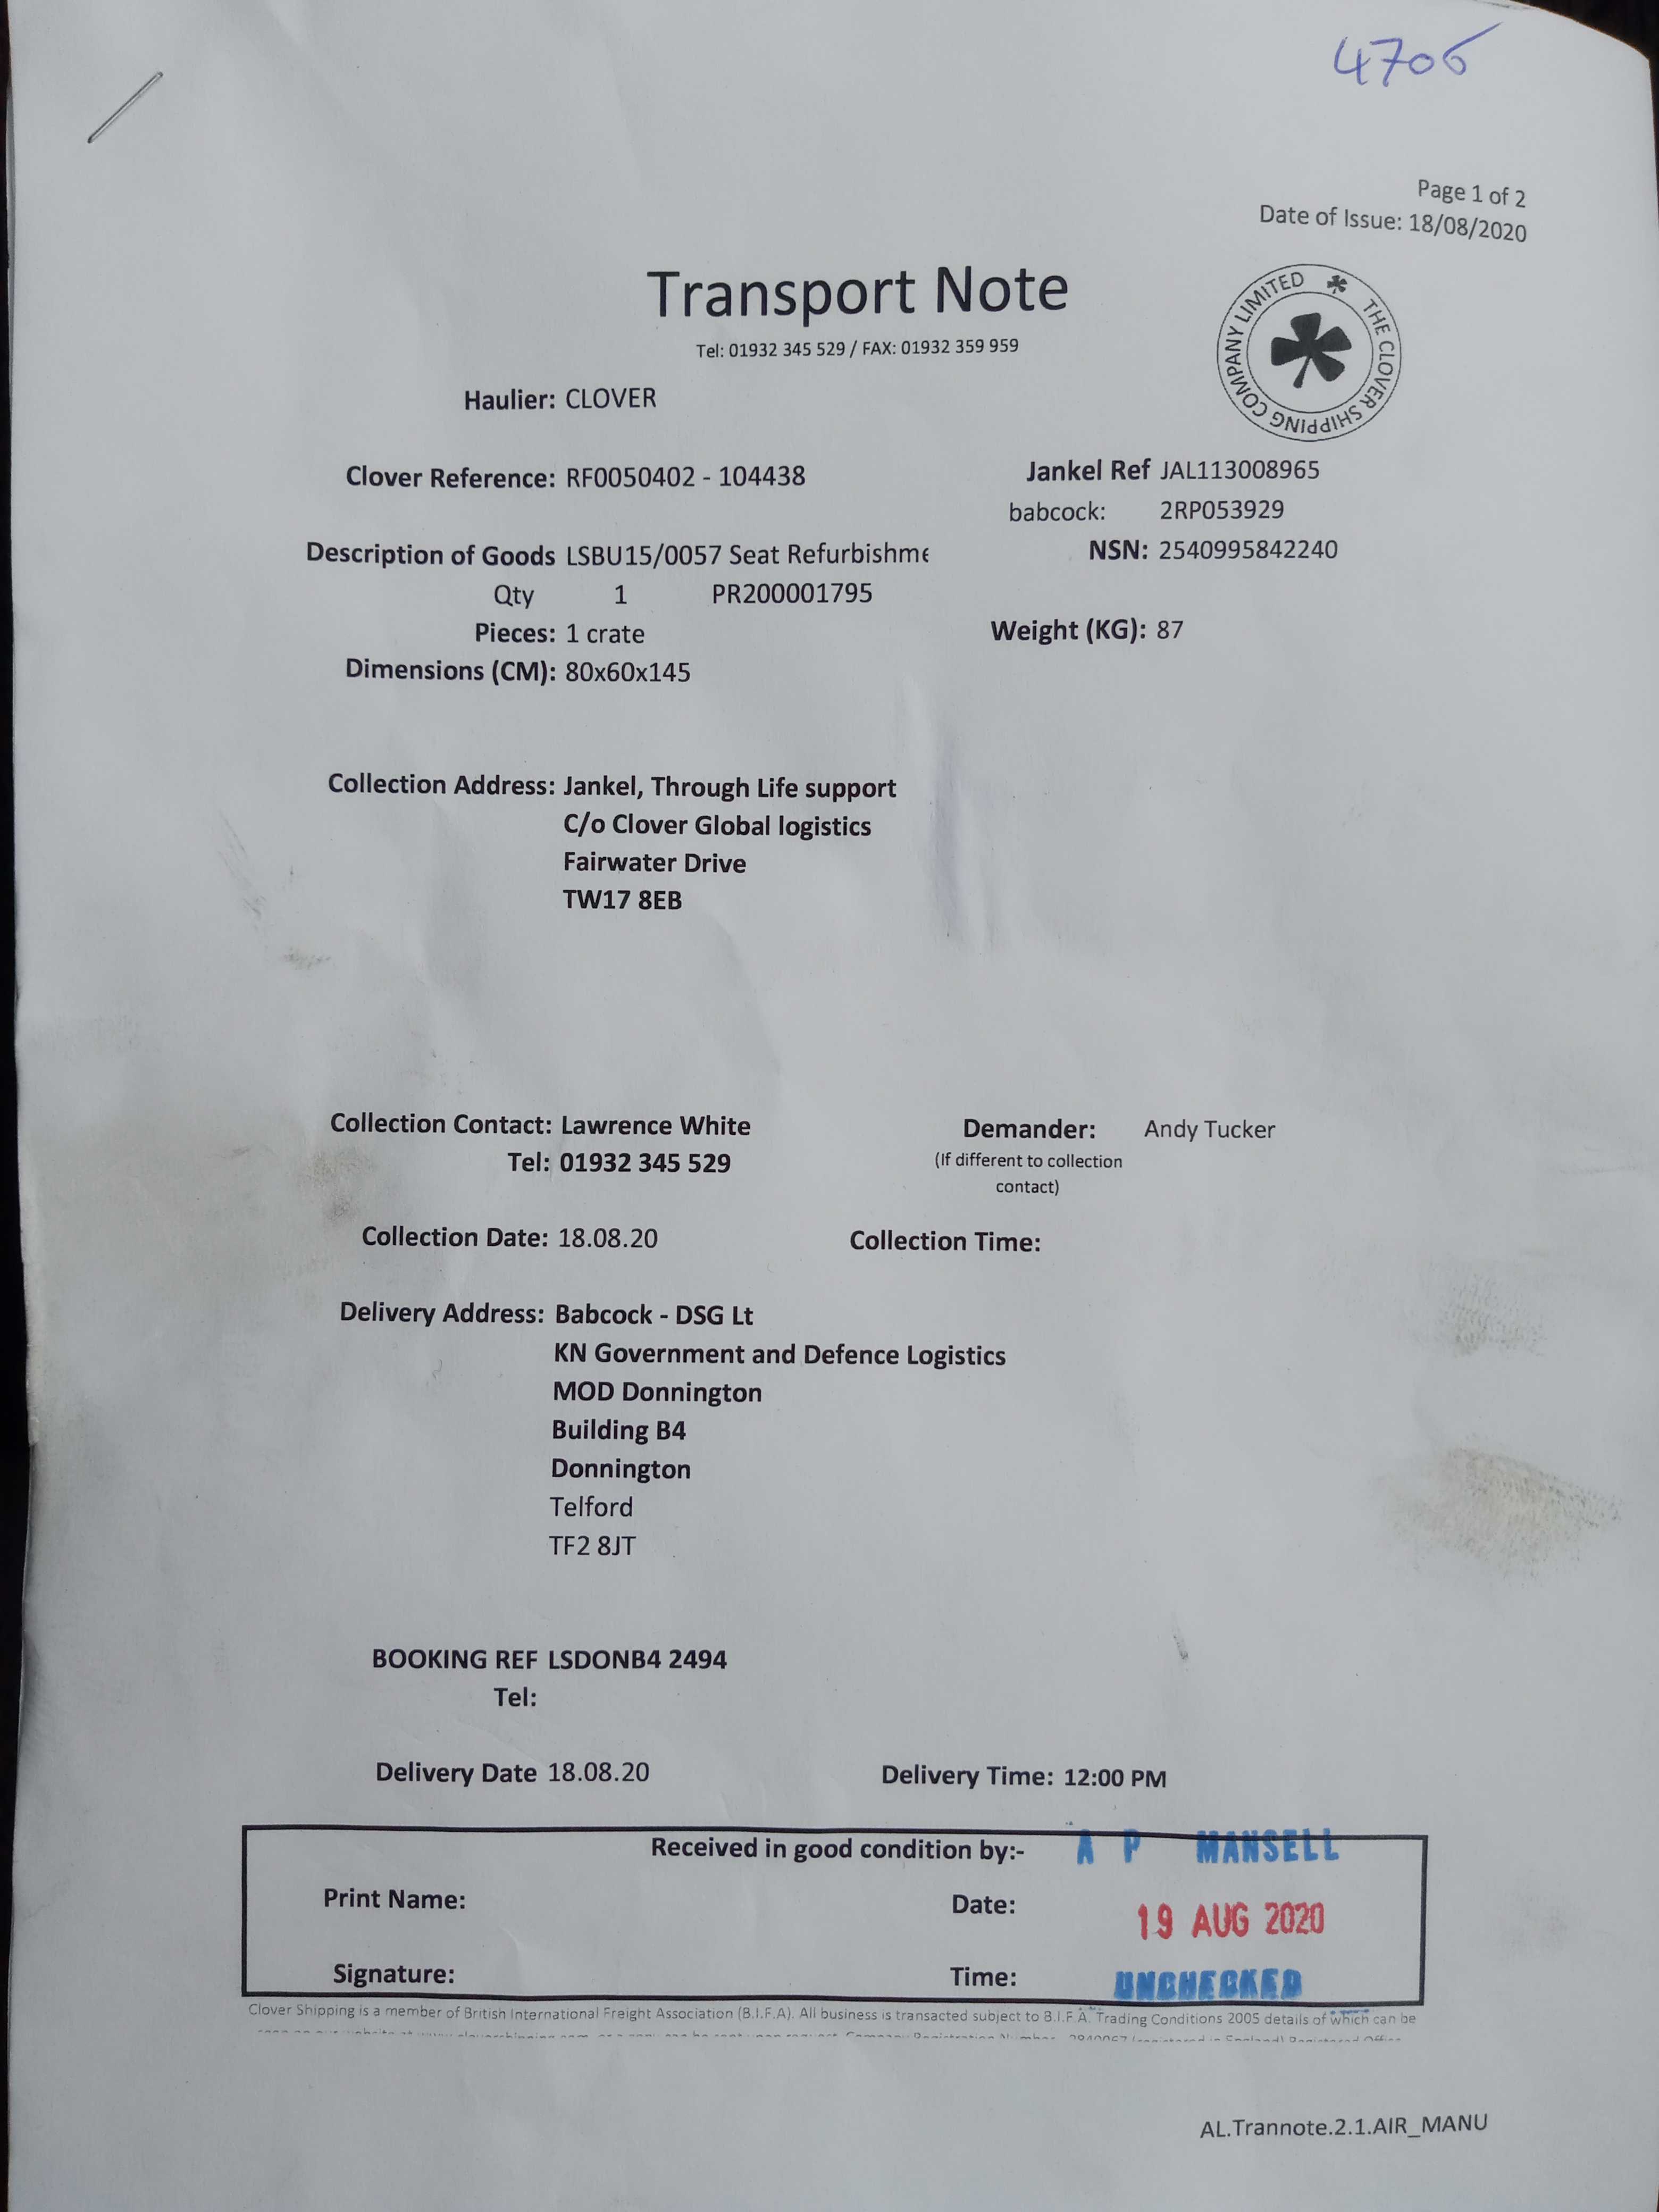 4706
Page 1 of 2
Date of Issue: 18/08/2020
Transport Note
Tel: 01932 345 529 / FAX: 01932 359 959
THE CLOVER SHIPPING COMPANY LIMITED
Haulier: CLOVER
Clover Reference: RF0050402 - 104438
Jankel Ref JAL113008965
babcock: 2RP053929
Description of Goods LSBU15/0057 Seat Refurbishme
NSN: 2540995842240
Qty 1 PR200001795
Pieces: 1 crate
Weight (KG): 87
Dimensions (CM): 80x60x145
Collection Address: Jankel, Through Life support
C/o Clover Global logistics
Fairwater Drive
TW17 8EB
Collection Contact: Lawrence White
Demander: Andy Tucker
Tel: 01932 345 529
(If different to collection
contact)
Collection Date: 18.08.20
Collection Time:
Delivery Address: Babcock - DSG Lt
KN Government and Defence Logistics
MOD Donnington
Building B4
Donnington
Telford
TF2 8JT
BOOKING REF LSDONB4 2494
Tel:
Delivery Date 18.08.20
Delivery Time: 12:00 PM
Received in good condition by:- A P MANSELL
Print Name:
Date: 19 AUG 2020
Signature:
Time: UNCHECKED
Clover Shipping is a member of British International Freight Association (B.I.F.A). All business is transacted subject to B.I.F.A. Trading Conditions 2005 details of which can be
AL.Trannote.2.1.AIR_MANU